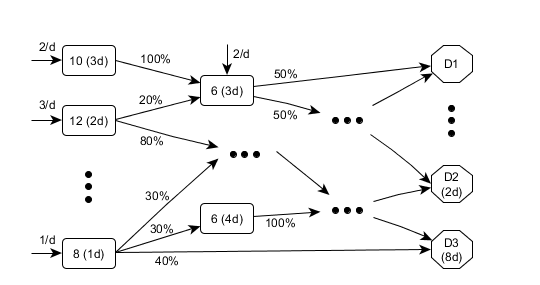 2/d
10 (3d)
100%
2/d
3/d
12 (2d)
20%
80%
6 (3d)
50%
50%
D1
30%
30%
6 (4d)
100%
D2
(2d)
1/d
8 (1d)
40%
D3
(8d)